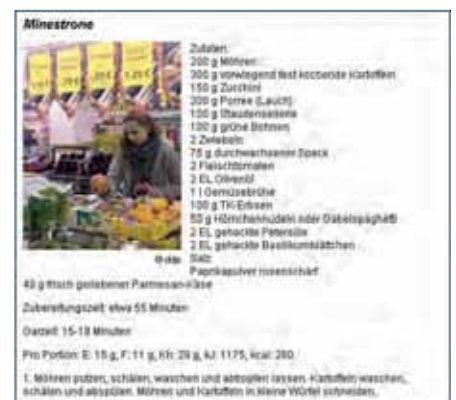 Minestrone
Zutaten:
200 g Möhren
300 g vorwiegend fest kochende Kartoffeln
150 g Zucchini
200 g Porree (Lauch)
100 g Staudensellerie
100 g grüne Bohnen
2 Zwiebeln
75 g durchwachsener Speck
2 Fleischtomaten
2 EL Olivenöl
1 l Gemüsebrühe
100 g TK-Erbsen
50 g Hörnchennudeln oder Gabelspaghetti
2 EL gehackte Petersilie
2 EL gehackte Basilikumblättchen
Salz
Paprikapulver rosenscharf
40 g frisch geriebener Parmesan-Käse
Zubereitungszeit: etwa 55 Minuten
Garzeit: 15-18 Minuten
Pro Portion: E: 15 g, F: 11 g, Kh: 29 g, kJ: 1175, kcal: 280
1. Möhren putzen, schälen, waschen und abtropfen lassen. Kartoffeln waschen,
schälen und abspülen. Möhren und Kartoffeln in kleine Würfel schneiden.